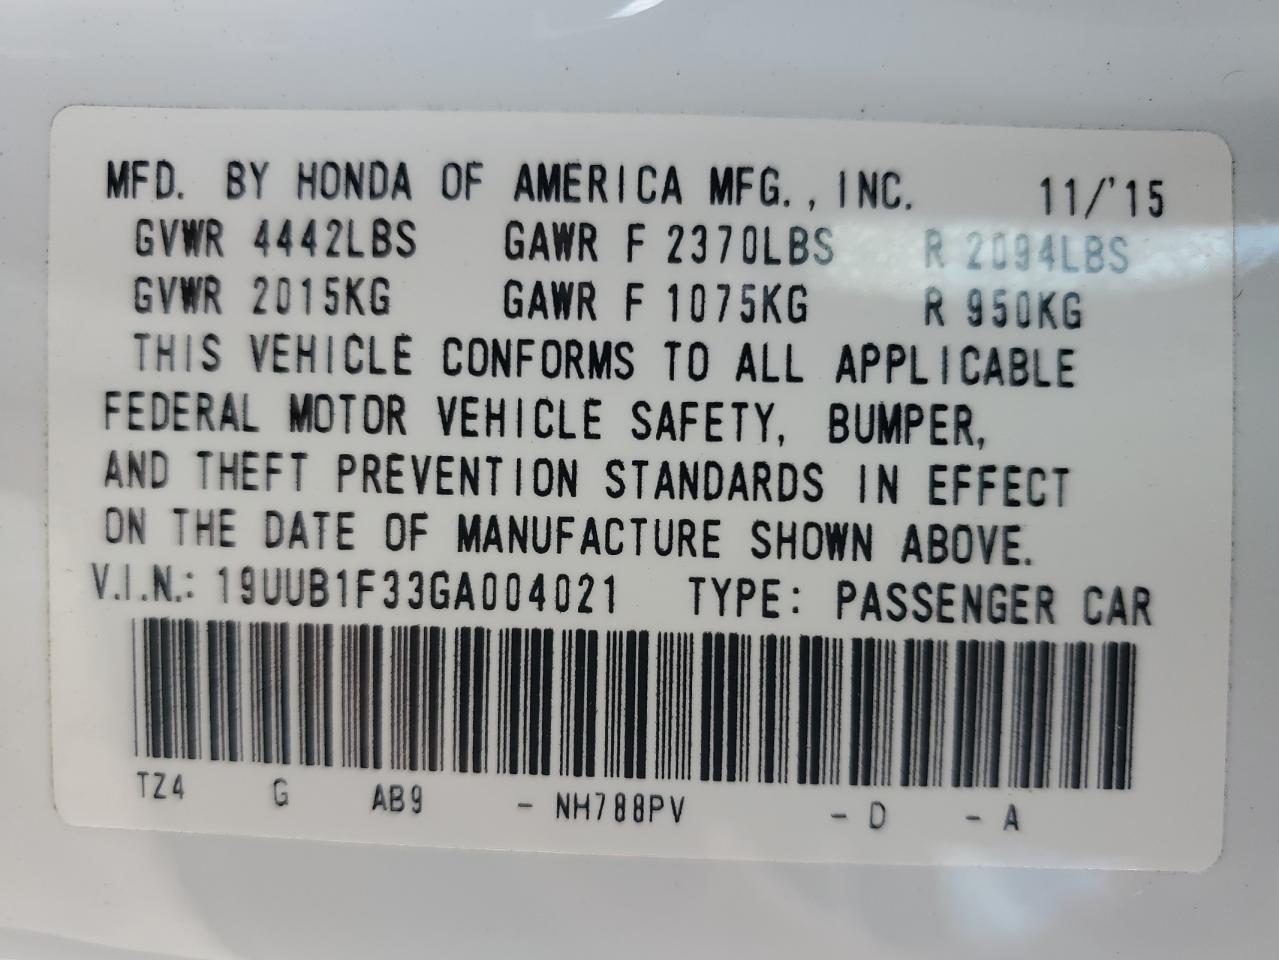 MFD. BY HONDA OF AMERICA MFG., INC. 11/'15
GVWR 4442LBS GAWR F 2370LBS R 2094LBS
GVWR 2015KG GAWR F 1075KG R 950KG
THIS VEHICLE CONFORMS TO ALL APPLICABLE
FEDERAL MOTOR VEHICLE SAFETY, BUMPER,
AND THEFT PREVENTION STANDARDS IN EFFECT
ON THE DATE OF MANUFACTURE SHOWN ABOVE.
V.I.N.: 19UUB1F33GA004021 TYPE: PASSENGER CAR
TZ4 G AB9 - NH788PV - D - A